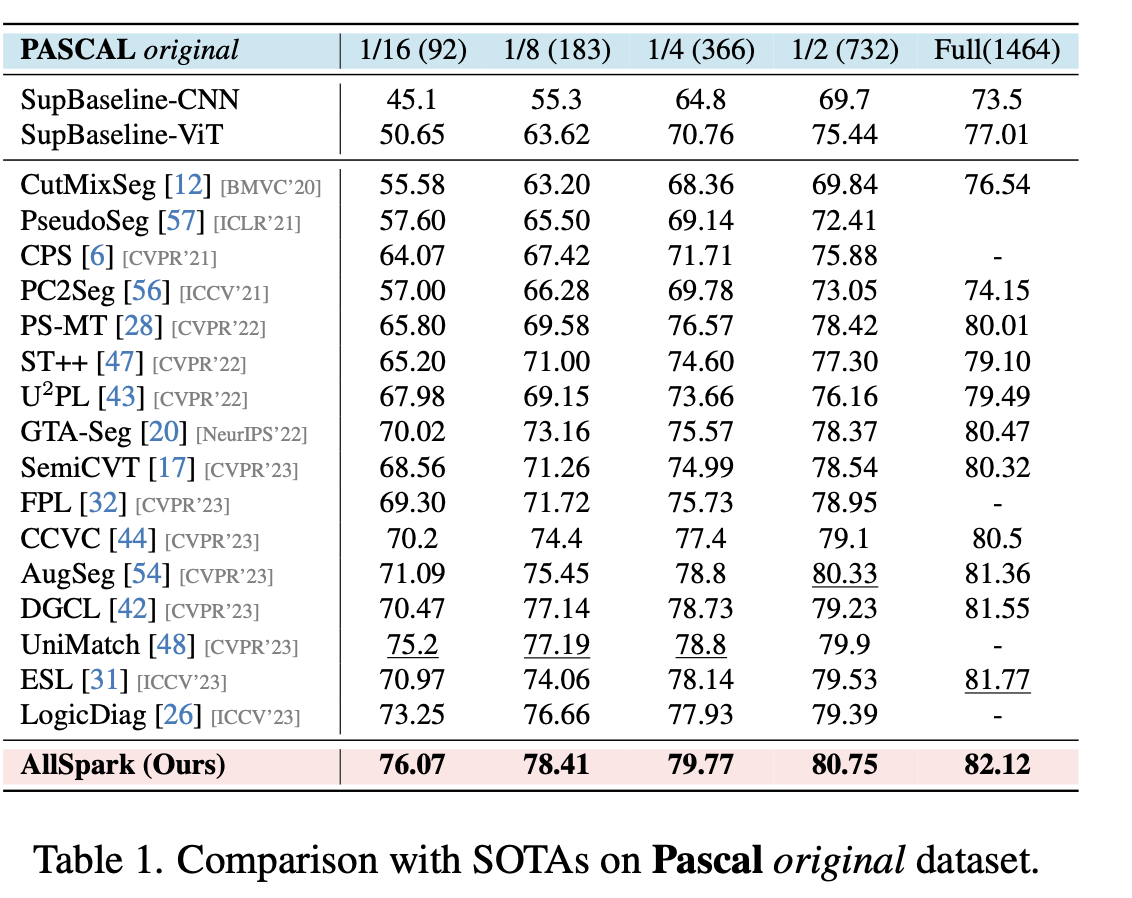 PASCAL original 1/16 (92) 1/8 (183) 1/4 (366) 1/2 (732) Full(1464)
SupBaseline-CNN 45.1 55.3 64.8 69.7 73.5
SupBaseline-ViT 50.65 63.62 70.76 75.44 77.01
CutMixSeg [12] [BMVC'20] 55.58 63.20 68.36 69.84 76.54
PseudoSeg [57] [ICLR'21] 57.60 65.50 69.14 72.41
CPS [6] [CVPR'21] 64.07 67.42 71.71 75.88 -
PC2Seg [56] [ICCV'21] 57.00 66.28 69.78 73.05 74.15
PS-MT [28] [CVPR'22] 65.80 69.58 76.57 78.42 80.01
ST++ [47] [CVPR'22] 65.20 71.00 74.60 77.30 79.10
U²PL [43] [CVPR'22] 67.98 69.15 73.66 76.16 79.49
GTA-Seg [20] [NeurIPS'22] 70.02 73.16 75.57 78.37 80.47
SemiCVT [17] [CVPR'23] 68.56 71.26 74.99 78.54 80.32
FPL [32] [CVPR'23] 69.30 71.72 75.73 78.95 -
CCVC [44] [CVPR'23] 70.2 74.4 77.4 79.1 80.5
AugSeg [54] [CVPR'23] 71.09 75.45 78.8 80.33 81.36
DGCL [42] [CVPR'23] 70.47 77.14 78.73 79.23 81.55
UniMatch [48] [CVPR'23] 75.2 77.19 78.8 79.9 -
ESL [31] [ICCV'23] 70.97 74.06 78.14 79.53 81.77
LogicDiag [26] [ICCV'23] 73.25 76.66 77.93 79.39 -
AllSpark (Ours) 76.07 78.41 79.77 80.75 82.12
Table 1. Comparison with SOTAs on Pascal original dataset.